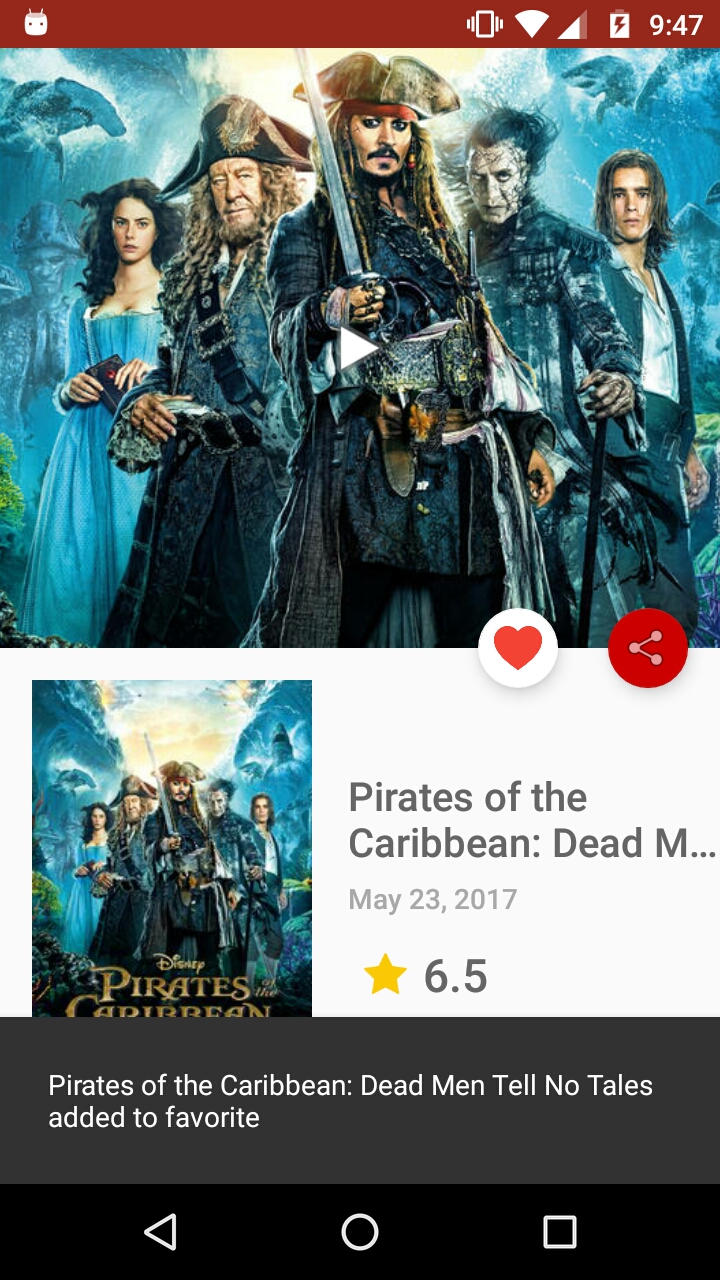 9:47
Pirates of the
Caribbean: Dead M...
May 23, 2017
6.5
Disney
PIRATES of the
CARIBBEAN
Pirates of the Caribbean: Dead Men Tell No Tales
added to favorite